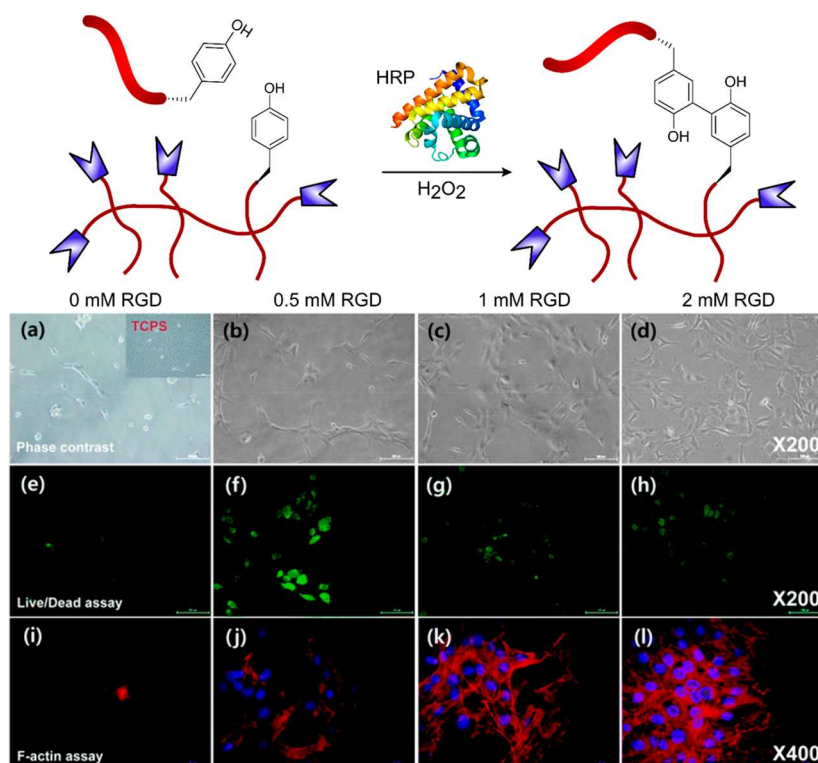 OH
OH
HRP
H2O2
OH
OH
0 mM RGD
0.5 mM RGD
1 mM RGD
2 mM RGD
(a)
TCPS
(b)
(c)
(d)
Phase contrast
X200
(e)
(f)
(g)
(h)
Live/Dead assay
X200
(i)
(j)
(k)
(l)
F-actin assay
X400